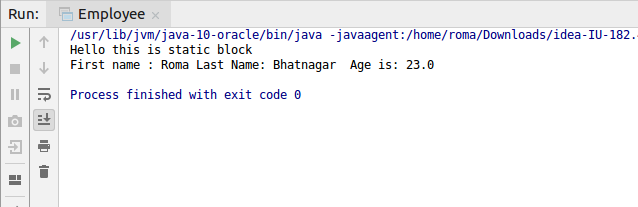 Run: Employee ×
/usr/lib/jvm/java-10-oracle/bin/java -javaagent:/home/roma/Downloads/idea-IU-182.
Hello this is static block
First name : Roma Last Name: Bhatnagar  Age is: 23.0
Process finished with exit code 0